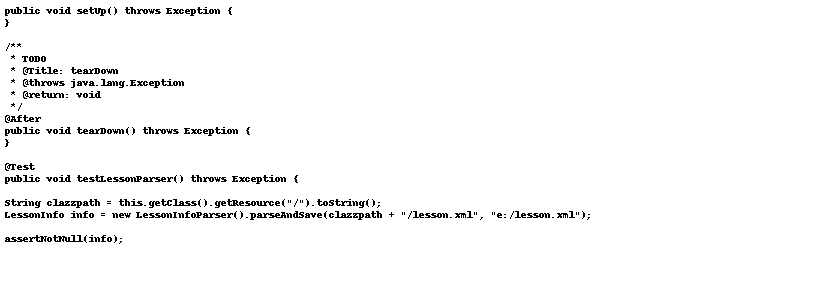 public void setUp() throws Exception {
}
/**
* TODO
* @Title: tearDown
* @throws java.lang.Exception
* @return: void
*/
@After
public void tearDown() throws Exception {
}
@Test
public void testLessonParser() throws Exception {
String clazzpath = this.getClass().getResource("/").toString();
LessonInfo info = new LessonInfoParser().parseAndSave(clazzpath + "/lesson.xml", "e:/lesson.xml");
assertNotNull(info);